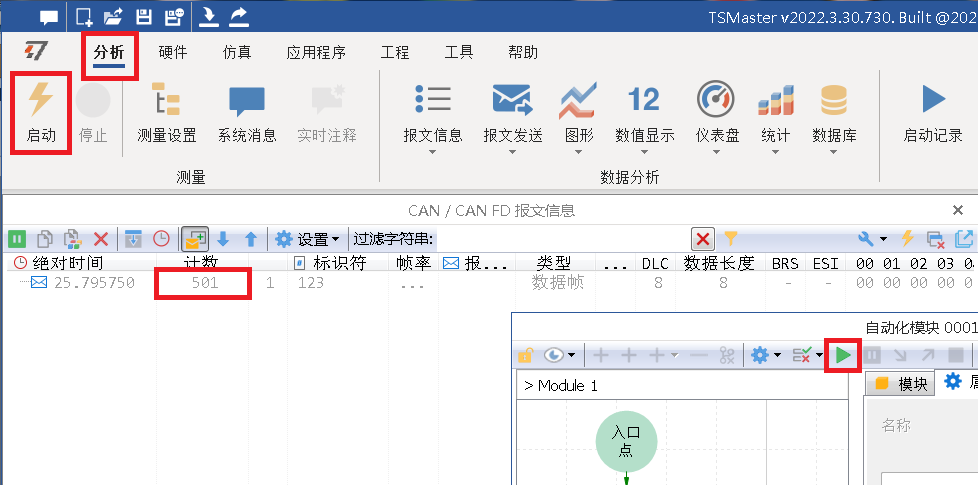 TSMaster v2022.3.30.730. Built @202
分析 硬件 仿真 应用程序 工程 工具 帮助
启动 停止 测量设置 系统消息 实时注释 报文信息 报文发送 图形 12 数值显示 仪表盘 统计 数据库 启动记录
测量 数据分析
CAN / CAN FD 报文信息
设置 过滤字符串:
绝对时间 计数 标识符 帧率 报... 类型 ... DLC 数据长度 BRS ESI 00 01 02 03 0
25.795750 501 1 123 ... 数据帧 8 8 - - 00 00 00 00 0
自动化模块 0001
> Module 1
模块
名称
入口
点